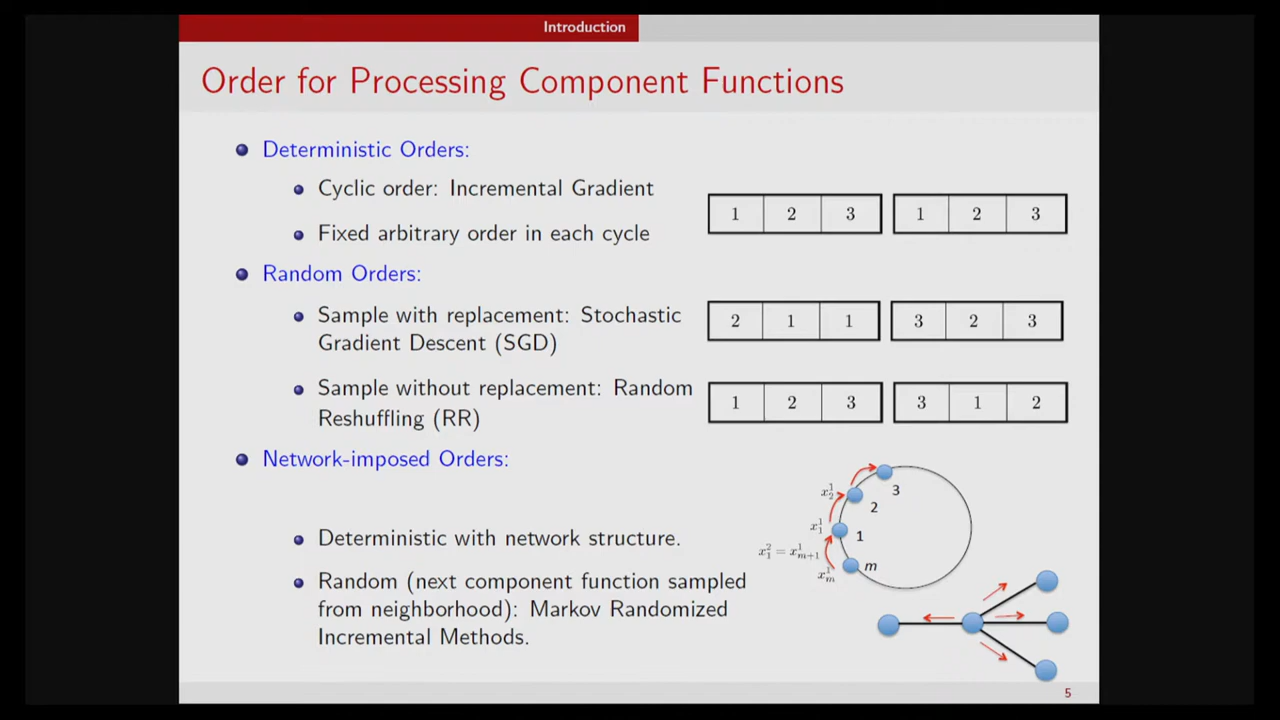 Introduction
Order for Processing Component Functions
Deterministic Orders:
Cyclic order: Incremental Gradient
Fixed arbitrary order in each cycle
1 2 3 1 2 3
Random Orders:
Sample with replacement: Stochastic
Gradient Descent (SGD)
2 1 1 3 2 3
Sample without replacement: Random
Reshuffling (RR)
1 2 3 3 1 2
Network-imposed Orders:
3
x_2^1
2
x_1^1
1
x_1^2 = x_{m+1}^1
m
x_m^1
Deterministic with network structure.
Random (next component function sampled
from neighborhood): Markov Randomized
Incremental Methods.
5